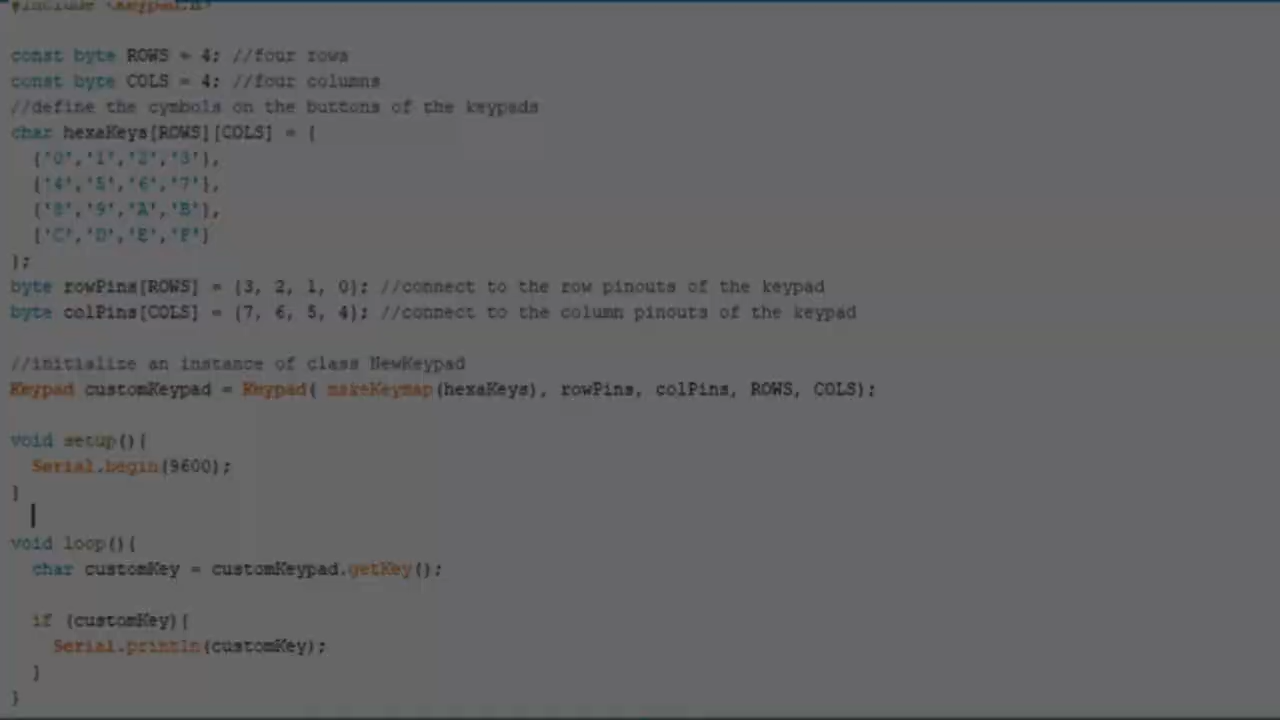 #include <Keypad.h>
const byte ROWS = 4; //four rows
const byte COLS = 4; //four columns
//define the cymbols on the buttons of the keypads
char hexaKeys[ROWS][COLS] = {
{'0','1','2','3'},
{'4','5','6','7'},
{'8','9','A','B'},
{'C','D','E','F'}
};
byte rowPins[ROWS] = {3, 2, 1, 0}; //connect to the row pinouts of the keypad
byte colPins[COLS] = {7, 6, 5, 4}; //connect to the column pinouts of the keypad
//initialize an instance of class NewKeypad
Keypad customKeypad = Keypad( makeKeymap(hexaKeys), rowPins, colPins, ROWS, COLS);
void setup(){
Serial.begin(9600);
}
void loop(){
char customKey = customKeypad.getKey();
if (customKey){
Serial.println(customKey);
}
}